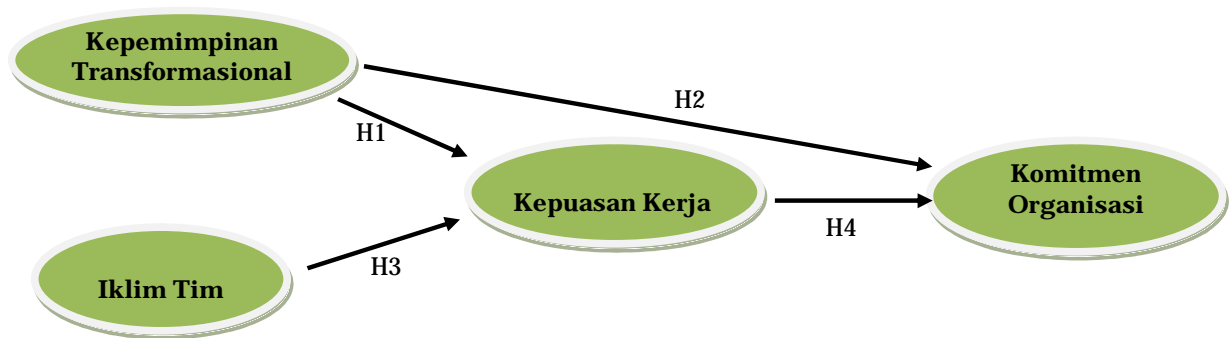 Kepemimpinan
Transformasional
H2
H1
Kepuasan Kerja
Komitmen
Organisasi
H4
H3
Iklim Tim